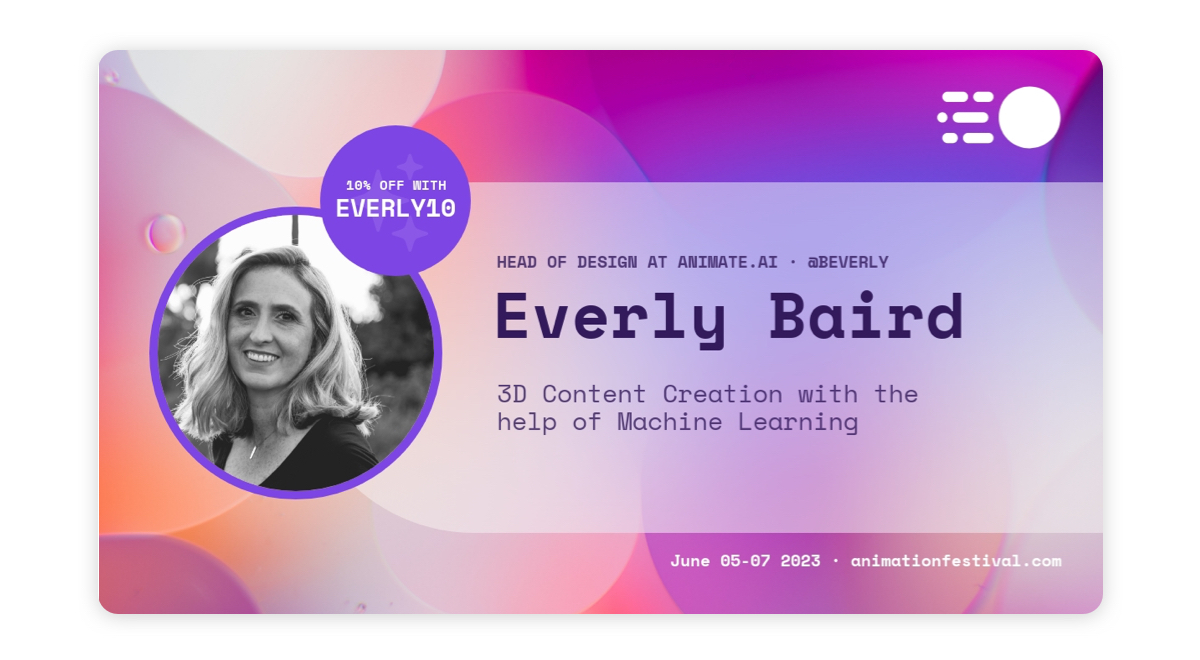 10% OFF WITH
EVERLY10
HEAD OF DESIGN AT ANIMATE.AI · @BEVERLY
Everly Baird
3D Content Creation with the
help of Machine Learning
June 05-07 2023 · animationfestival.com